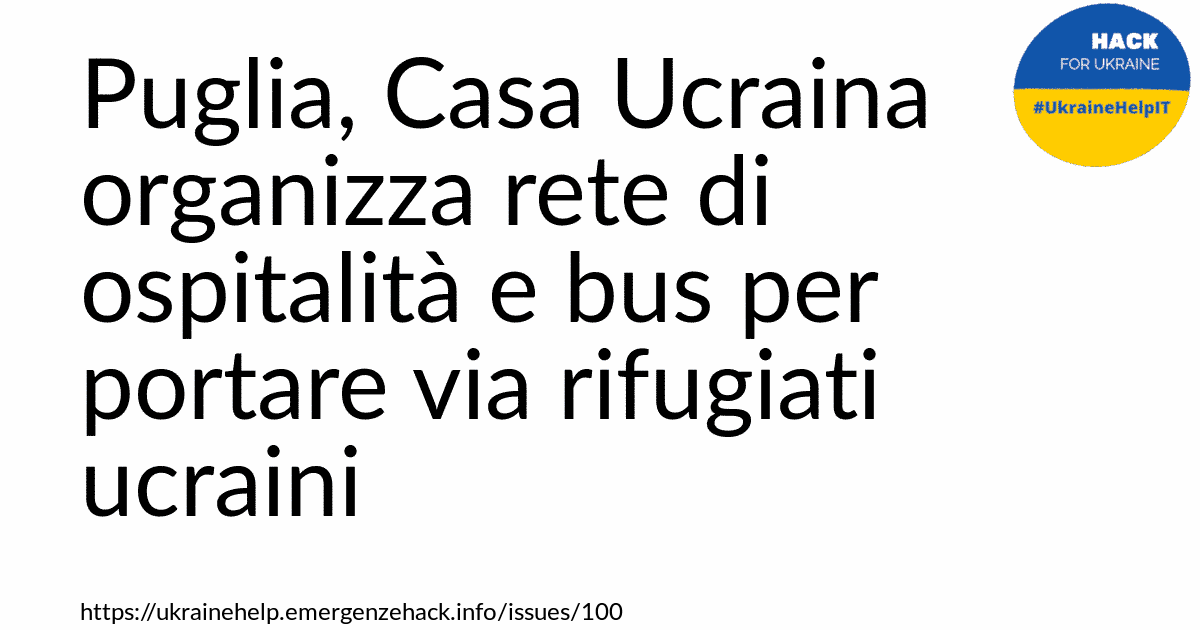 Puglia, Casa Ucraina
organizza rete di
ospitalità e bus per
portare via rifugiati
ucraini
HACK
FOR UKRAINE
#UkraineHelpIT
https://ukrainehelp.emergenzehack.info/issues/100